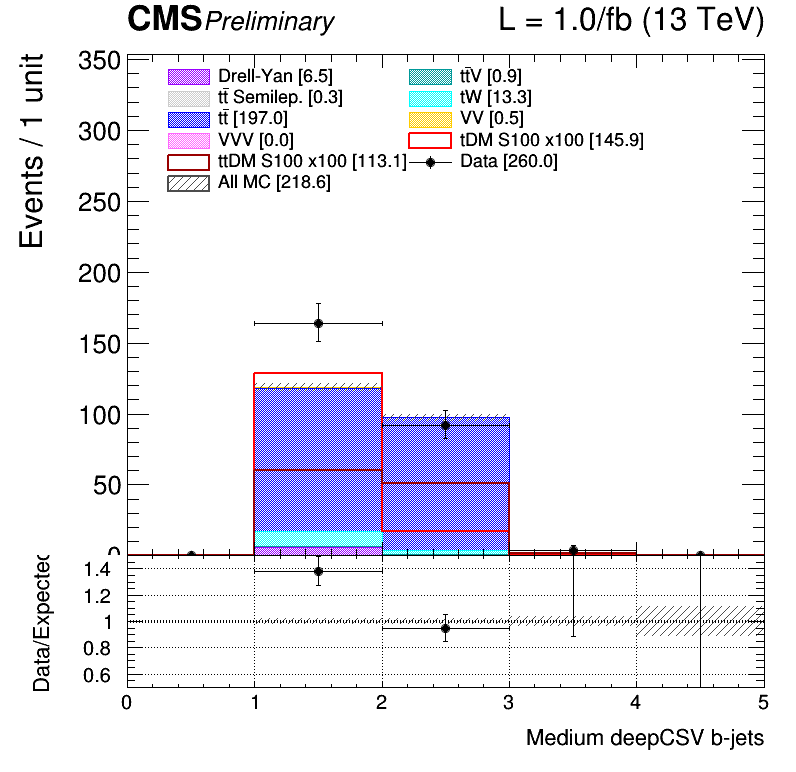 CMS Preliminary L = 1.0/fb (13 TeV)
Events / 1 unit
350
300
250
200
150
100
50
0
Drell-Yan [6.5]
tt̄V [0.9]
tt̄ Semilep. [0.3]
tW [13.3]
tt̄ [197.0]
VV [0.5]
VVV [0.0]
tDM S100 x100 [145.9]
ttDM S100 x100 [113.1]
Data [260.0]
All MC [218.6]
Data/Expected
1.4
1.2
1
0.8
0.6
0 1 2 3 4 5
Medium deepCSV b-jets